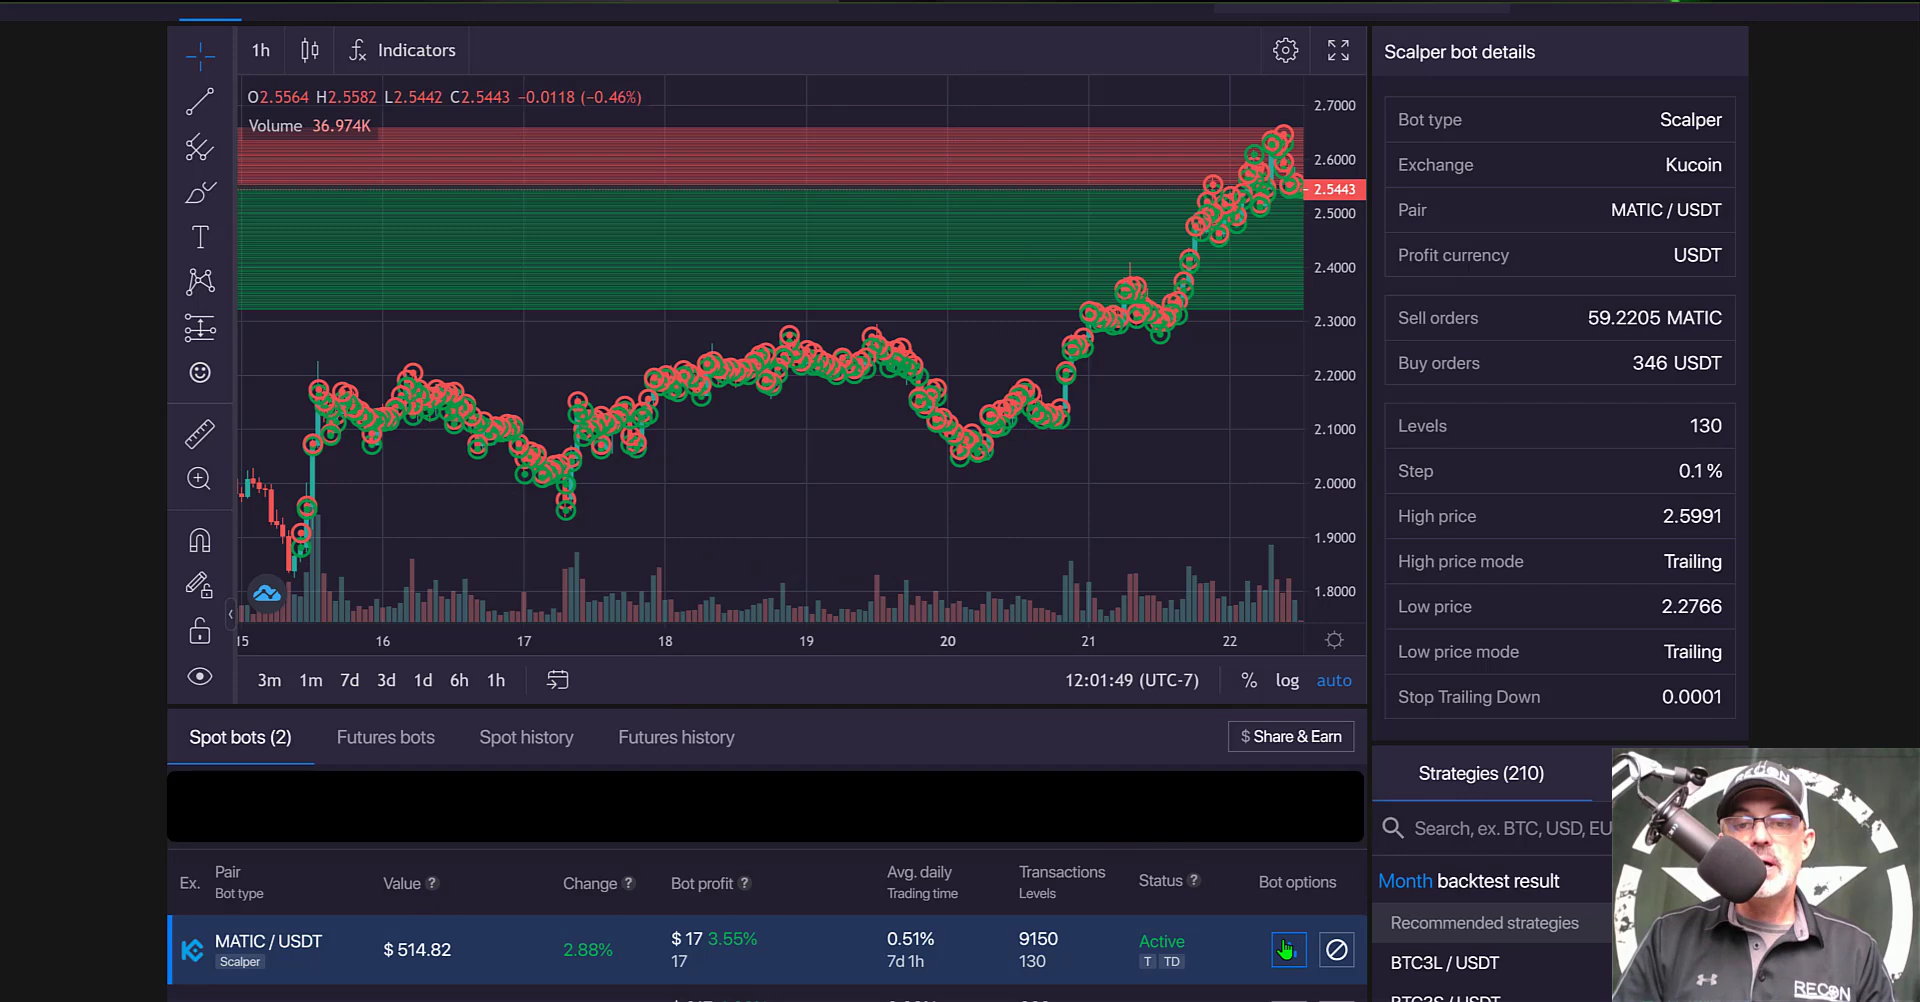 1h
Indicators
O2.5564 H2.5582 L2.5442 C2.5443 −0.0118 (−0.46%)
Volume 36.974K
2.7000
2.6000
2.5443
2.5000
2.4000
2.3000
2.2000
2.1000
2.0000
1.9000
1.8000
15 16 17 18 19 20 21 22
3m 1m 7d 3d 1d 6h 1h
12:01:49 (UTC-7) % log auto
Scalper bot details
Bot type Scalper
Exchange Kucoin
Pair MATIC / USDT
Profit currency USDT
Sell orders 59.2205 MATIC
Buy orders 346 USDT
Levels 130
Step 0.1 %
High price 2.5991
High price mode Trailing
Low price 2.2766
Low price mode Trailing
Stop Trailing Down 0.0001
Spot bots (2) Futures bots Spot history Futures history
$ Share & Earn
Ex. Pair Value ? Change ? Bot profit ? Avg. daily Transactions Status ? Bot options
Bot type Trading time Levels
MATIC / USDT $ 514.82 2.88% $ 17 3.55% 0.51% 9150 Active
Scalper 17 7d 1h 130 T TD
Strategies (210)
Search, ex. BTC, USD, EU
Month backtest result
Recommended strategies
BTC3L / USDT
BTC3S / USDT
RECON
RECON